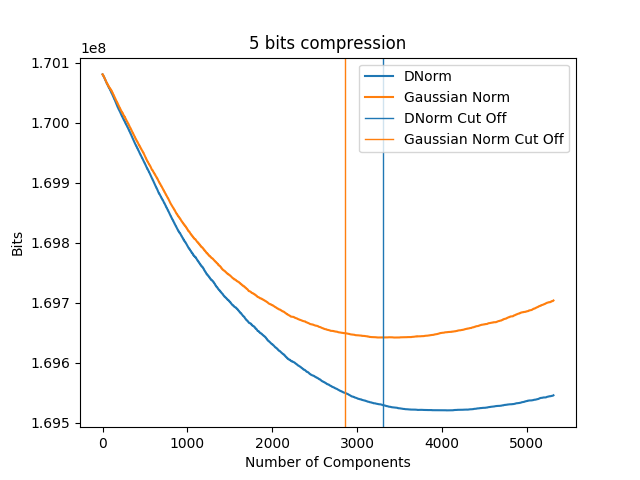 5 bits compression
1e8
1.701
1.700
1.699
1.698
1.697
1.696
1.695
Bits
DNorm
Gaussian Norm
DNorm Cut Off
Gaussian Norm Cut Off
0 1000 2000 3000 4000 5000
Number of Components